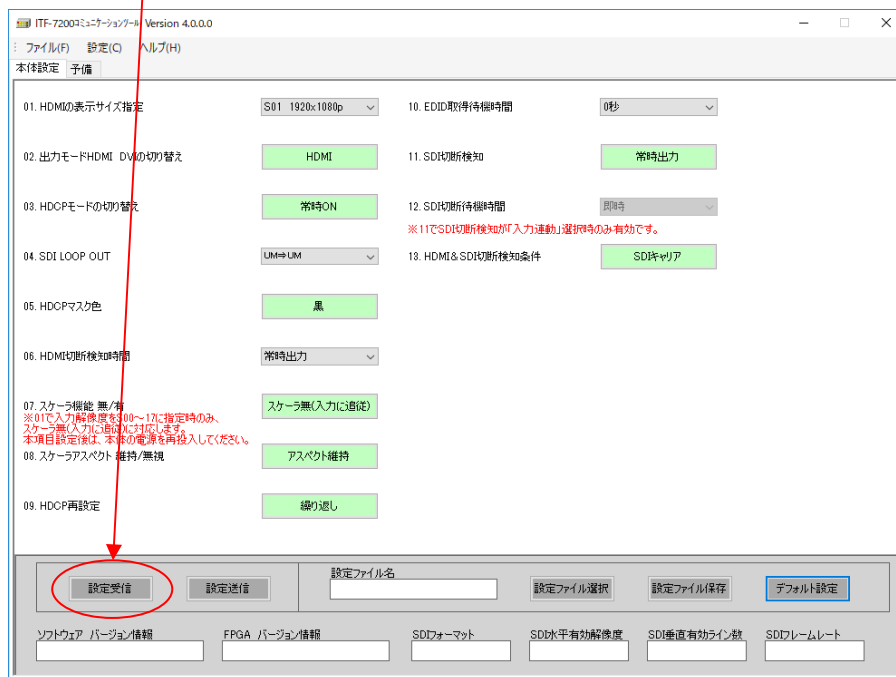 ITF-7200ｺﾐｭﾆｹｰｼｮﾝﾂｰﾙ Version 4.0.0.0
ファイル(F) 設定(C) ヘルプ(H)
本体設定 予備
01. HDMIの表示サイズ指定 S01 1920x1080p 10. EDID取得待機時間 0秒
02. 出力モードHDMI DVIの切り替え HDMI 11. SDI切断検知 常時出力
03. HDCPモードの切り替え 常時ON 12. SDI切断待機時間 即時
※11でSDI切断検知が「入力連動」選択時のみ有効です。
04. SDI LOOP OUT UM⇒UM 13. HDMI&SDI切断検知条件 SDIキャリア
05. HDCPマスク色 黒
06. HDMI切断検知時間 常時出力
07. スケーラ機能 無/有 スケーラ無(入力に追従)
※01で入力解像度をS00～17に指定時のみ、
スケーラ無(入力に追従)に対応します。
本項目設定後は、本体の電源を再投入してください。
08. スケーラアスペクト 維持/無視 アスペクト維持
09. HDCP再設定 繰り返し
設定ファイル名
設定受信 設定送信 設定ファイル選択 設定ファイル保存 デフォルト設定
ソフトウェア バージョン情報 FPGA バージョン情報 SDIフォーマット SDI水平有効解像度 SDI垂直有効ライン数 SDIフレームレート